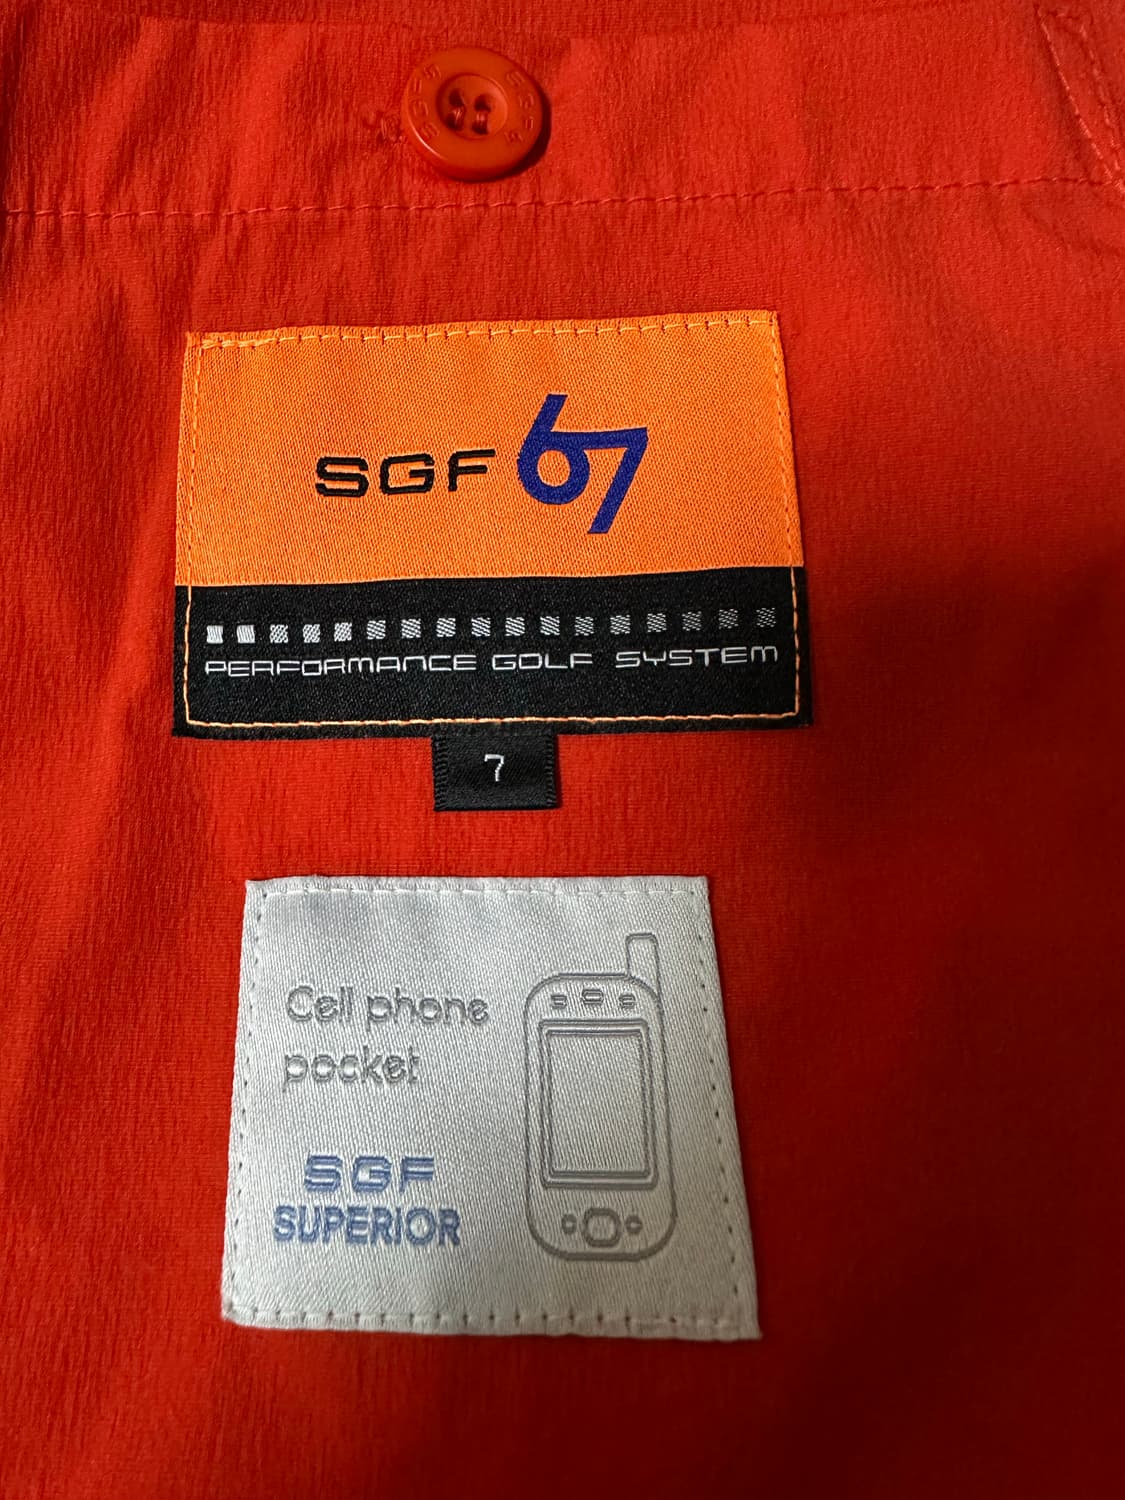 SGF 67
PERFORMANCE GOLF SYSTEM
7
Cell phone
pocket
SGF
SUPERIOR